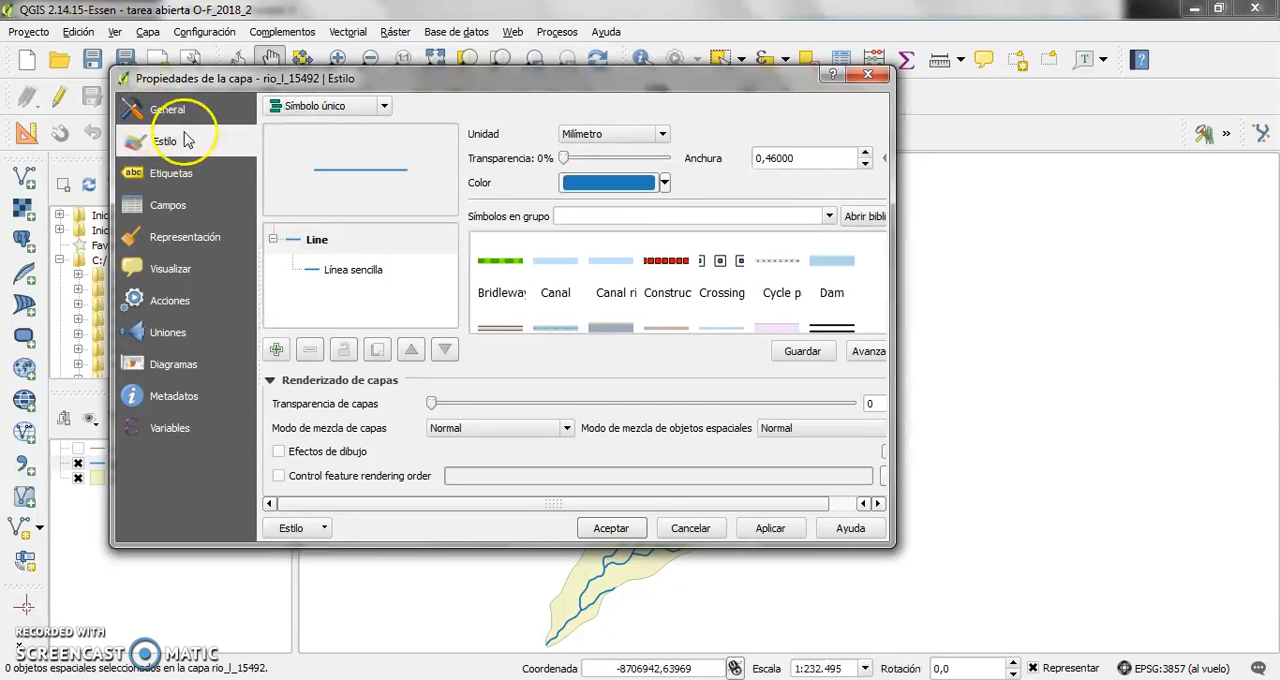 QGIS 2.14.15-Essen - tarea abierta O-F_2018_2
Proyecto Edición Ver Capa Configuración Complementos Vectorial Ráster Base de datos Web Procesos Ayuda
Propiedades de la capa - rio_l_15492 | Estilo
General
Estilo
Etiquetas
Campos
Representación
Visualizar
Acciones
Uniones
Diagramas
Metadatos
Variables
Símbolo único
Unidad Milímetro
Transparencia: 0% Anchura 0,46000
Color
Símbolos en grupo Abrir bibli
Line
Línea sencilla
Bridleway Canal Canal ri Construc Crossing Cycle p Dam
Guardar Avanza
Renderizado de capas
Transparencia de capas 0
Modo de mezcla de capas Normal Modo de mezcla de objetos espaciales Normal
Efectos de dibujo
Control feature rendering order
Estilo Aceptar Cancelar Aplicar Ayuda
abc
Inic
Inic
Fav
C:/
RECORDED WITH
SCREENCAST MATIC
0 objetos espaciales seleccionados en la capa rio_l_15492.
Coordenada -8706942,63969 Escala 1:232.495 Rotación 0,0 Representar EPSG:3857 (al vuelo)